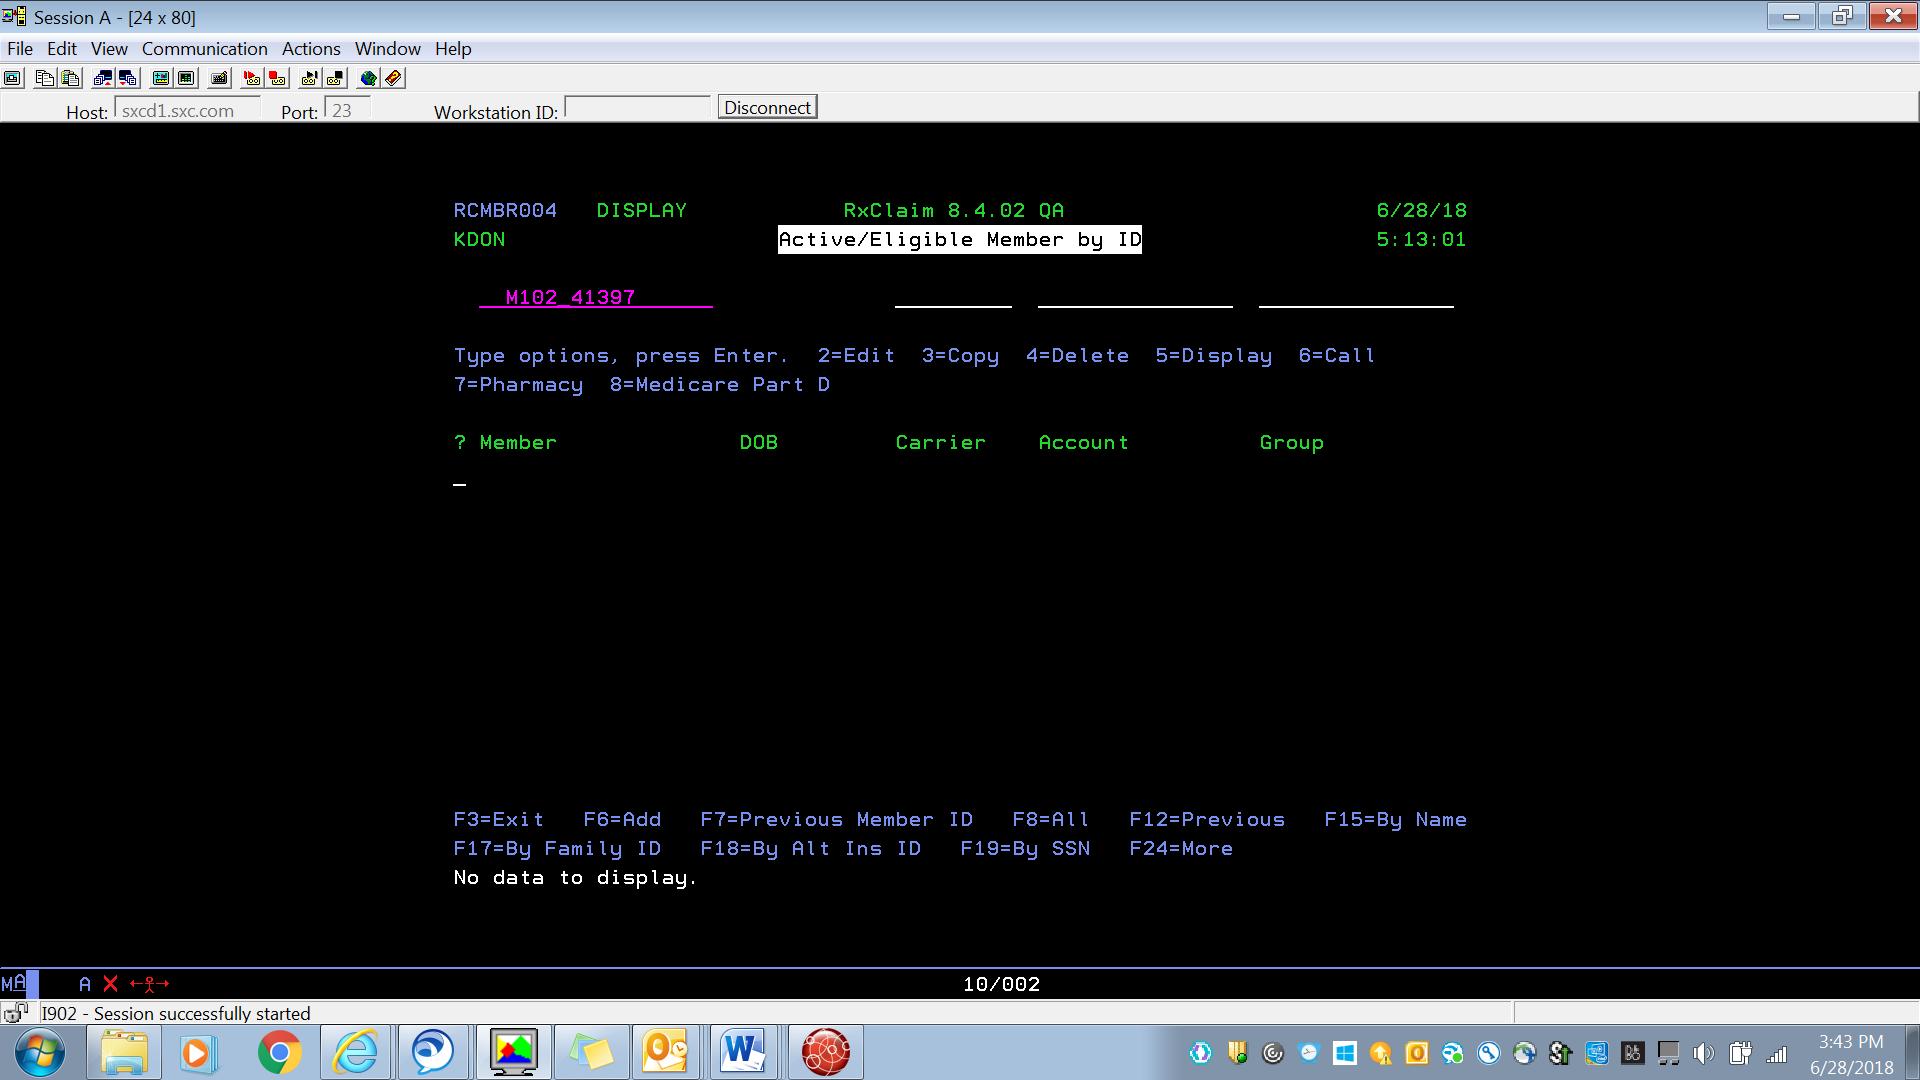 Session A - [24 x 80]
File Edit View Communication Actions Window Help
Host: sxcd1.sxc.com Port: 23 Workstation ID: Disconnect
RCMBR004 DISPLAY RxClaim 8.4.02 QA 6/28/18
KDON Active/Eligible Member by ID 5:13:01
M102_41397
Type options, press Enter. 2=Edit 3=Copy 4=Delete 5=Display 6=Call
7=Pharmacy 8=Medicare Part D
? Member DOB Carrier Account Group
F3=Exit F6=Add F7=Previous Member ID F8=All F12=Previous F15=By Name
F17=By Family ID F18=By Alt Ins ID F19=By SSN F24=More
No data to display.
MA A X 10/002
I902 - Session successfully started
3:43 PM
6/28/2018